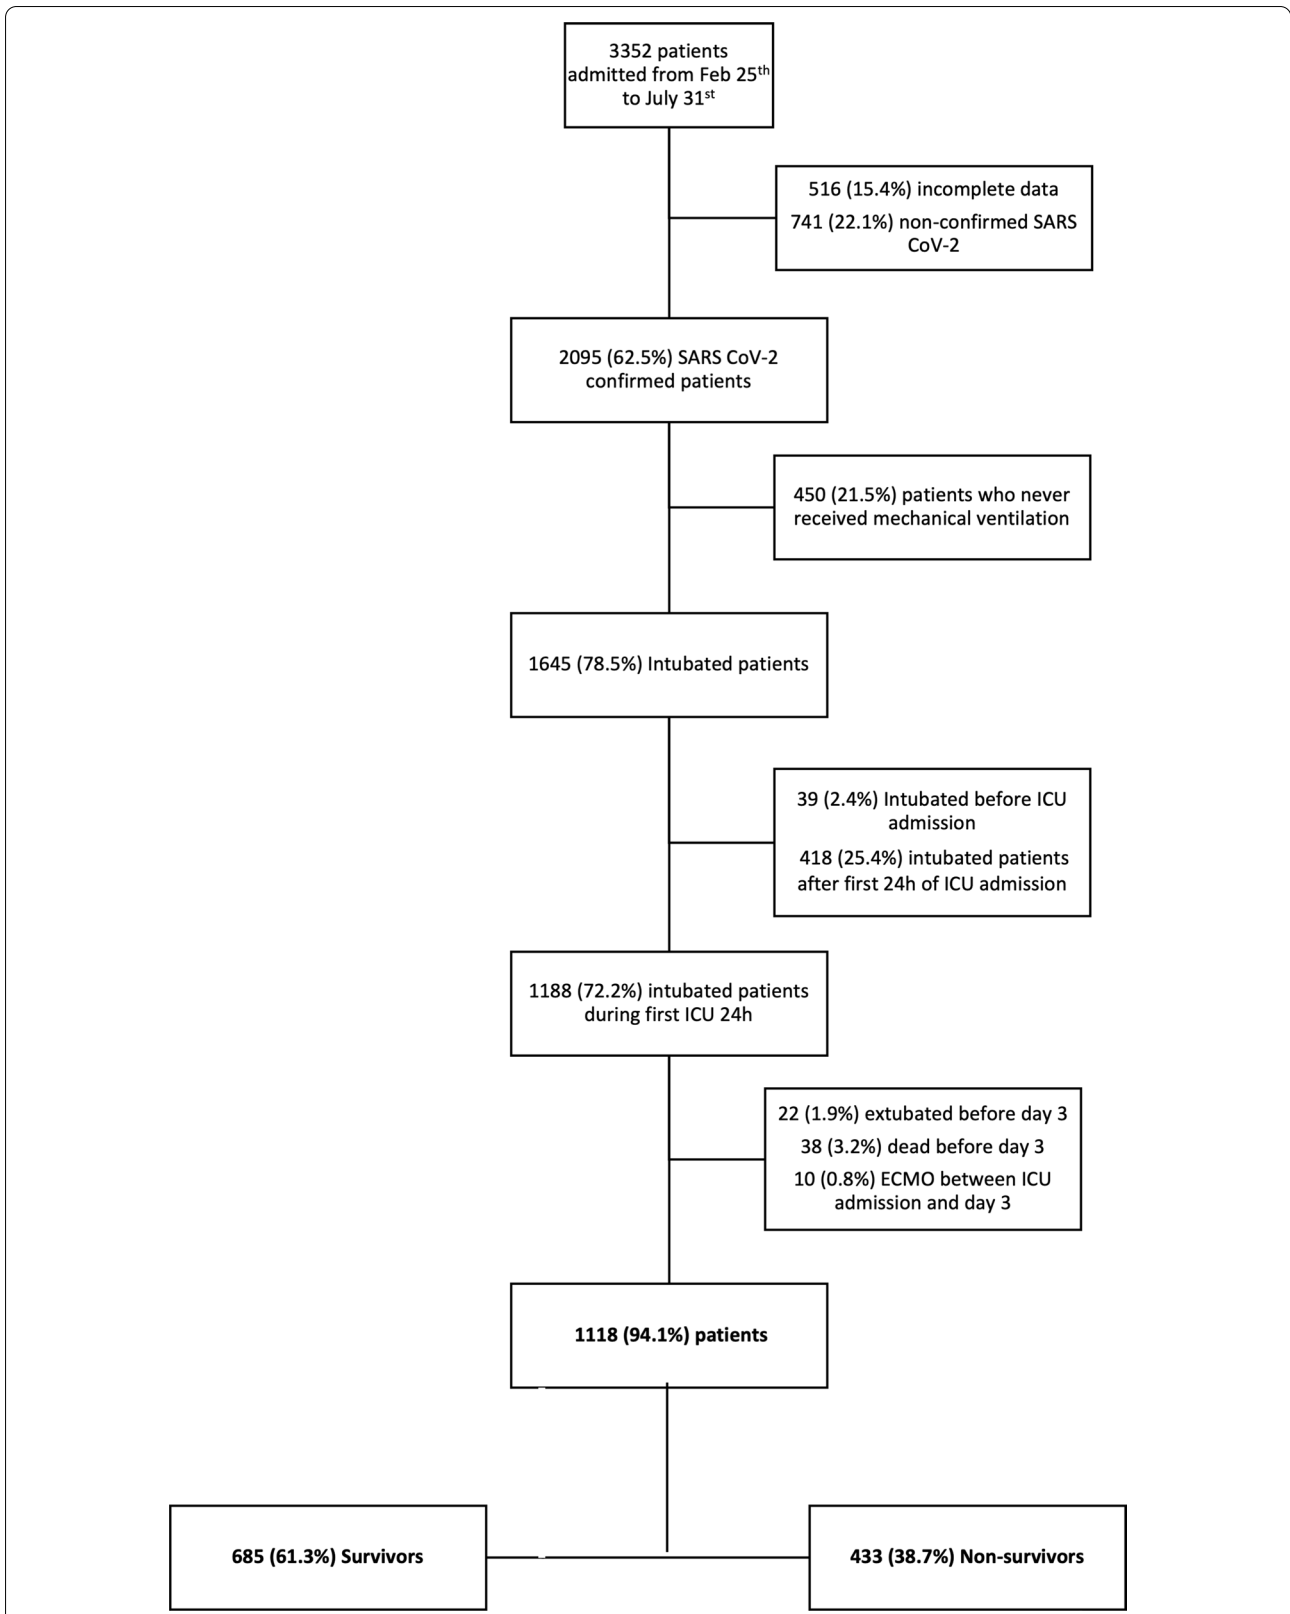 3352 patients
admitted from Feb 25th
to July 31st
516 (15.4%) incomplete data
741 (22.1%) non-confirmed SARS
CoV-2
2095 (62.5%) SARS CoV-2
confirmed patients
450 (21.5%) patients who never
received mechanical ventilation
1645 (78.5%) Intubated patients
39 (2.4%) Intubated before ICU
admission
418 (25.4%) intubated patients
after first 24h of ICU admission
1188 (72.2%) intubated patients
during first ICU 24h
22 (1.9%) extubated before day 3
38 (3.2%) dead before day 3
10 (0.8%) ECMO between ICU
admission and day 3
1118 (94.1%) patients
685 (61.3%) Survivors
433 (38.7%) Non-survivors